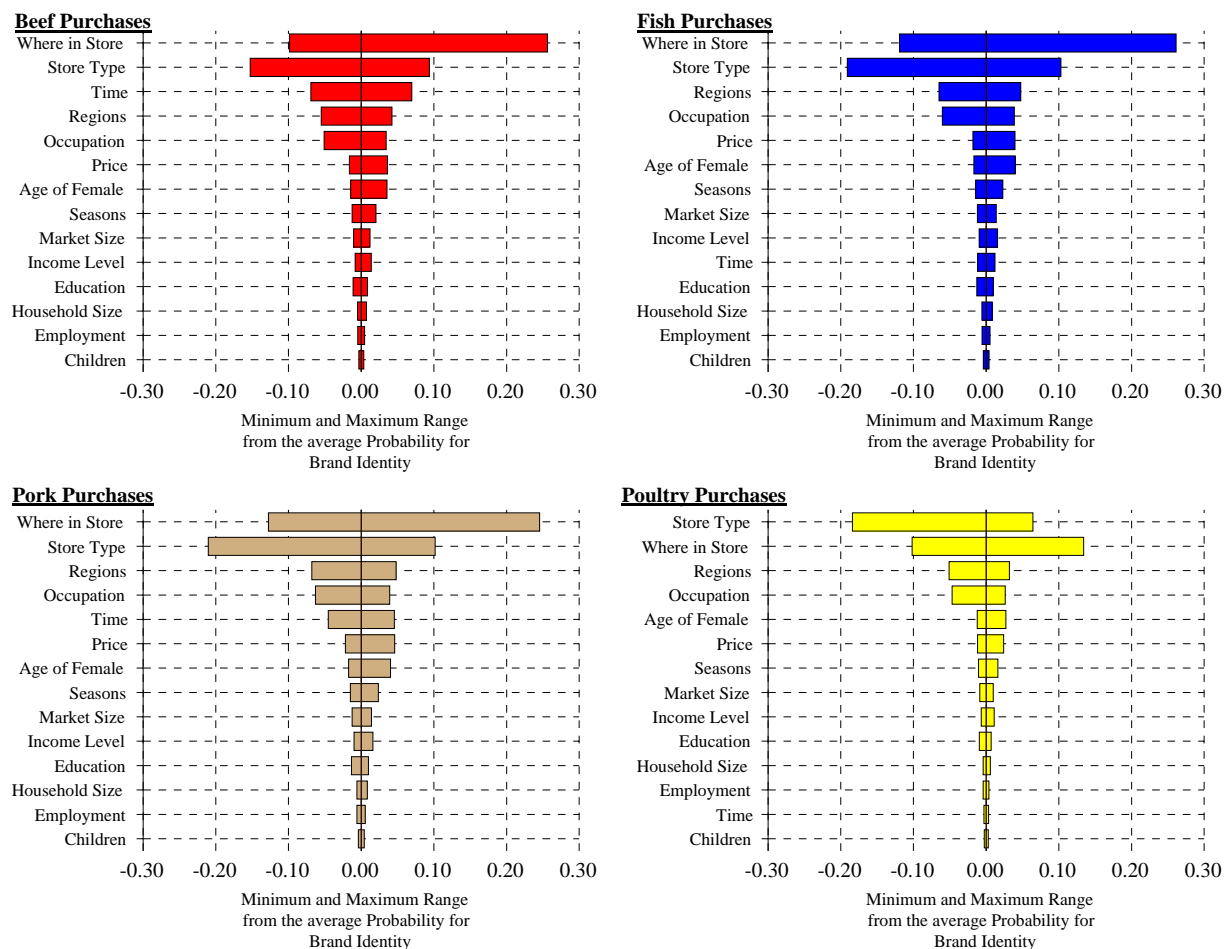 Beef Purchases
Where in Store
Store Type
Time
Regions
Occupation
Price
Age of Female
Seasons
Market Size
Income Level
Education
Household Size
Employment
Children
-0.30 -0.20 -0.10 0.00 0.10 0.20 0.30
Minimum and Maximum Range
from the average Probability for
Brand Identity
Fish Purchases
Where in Store
Store Type
Regions
Occupation
Price
Age of Female
Seasons
Market Size
Income Level
Time
Education
Household Size
Employment
Children
-0.30 -0.20 -0.10 0.00 0.10 0.20 0.30
Minimum and Maximum Range
from the average Probability for
Brand Identity
Pork Purchases
Where in Store
Store Type
Regions
Occupation
Time
Price
Age of Female
Seasons
Market Size
Income Level
Education
Household Size
Employment
Children
-0.30 -0.20 -0.10 0.00 0.10 0.20 0.30
Minimum and Maximum Range
from the average Probability for
Brand Identity
Poultry Purchases
Store Type
Where in Store
Regions
Occupation
Age of Female
Price
Seasons
Market Size
Income Level
Education
Household Size
Employment
Time
Children
-0.30 -0.20 -0.10 0.00 0.10 0.20 0.30
Minimum and Maximum Range
from the average Probability for
Brand Identity